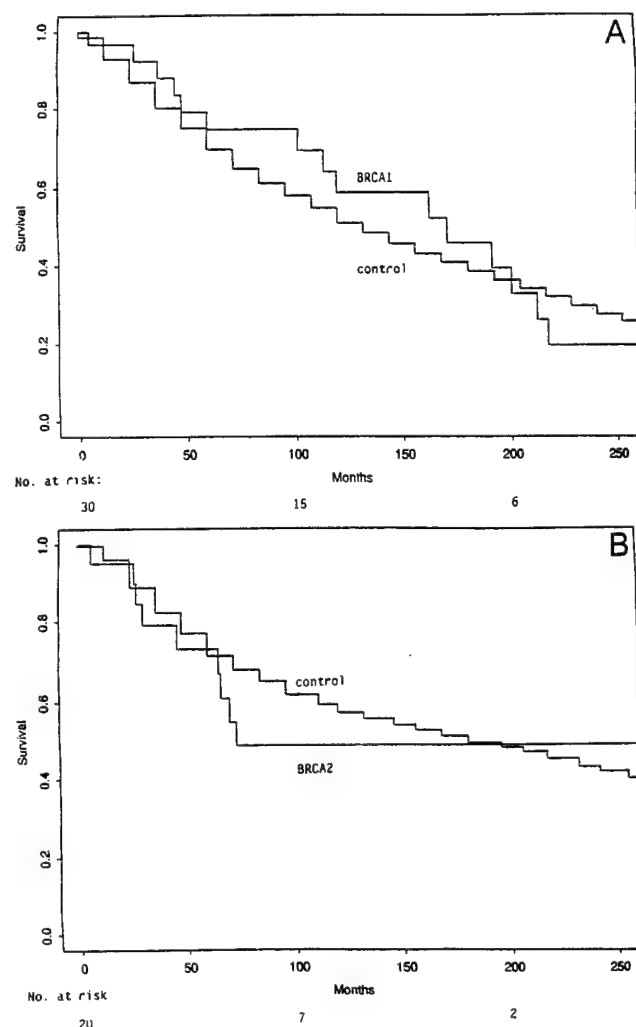 A
1.0
0.8
0.6
0.4
0.2
0.0
Survival
BRCA1
control
0 50 100 150 200 250
Months
No. at risk:
30 15 6
B
1.0
0.8
0.6
0.4
0.2
0.0
Survival
control
BRCA2
0 50 100 150 200 250
Months
No. at risk
20 7 2